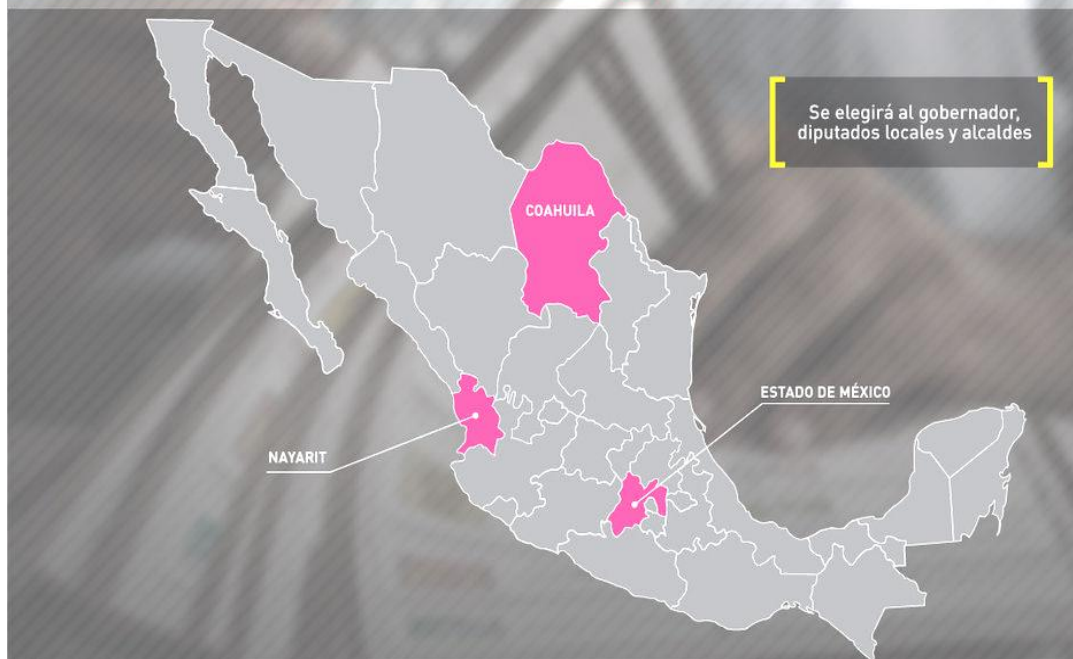 Se elegirá al gobernador,
diputados locales y alcaldes
COAHUILA
ESTADO DE MÉXICO
NAYARIT